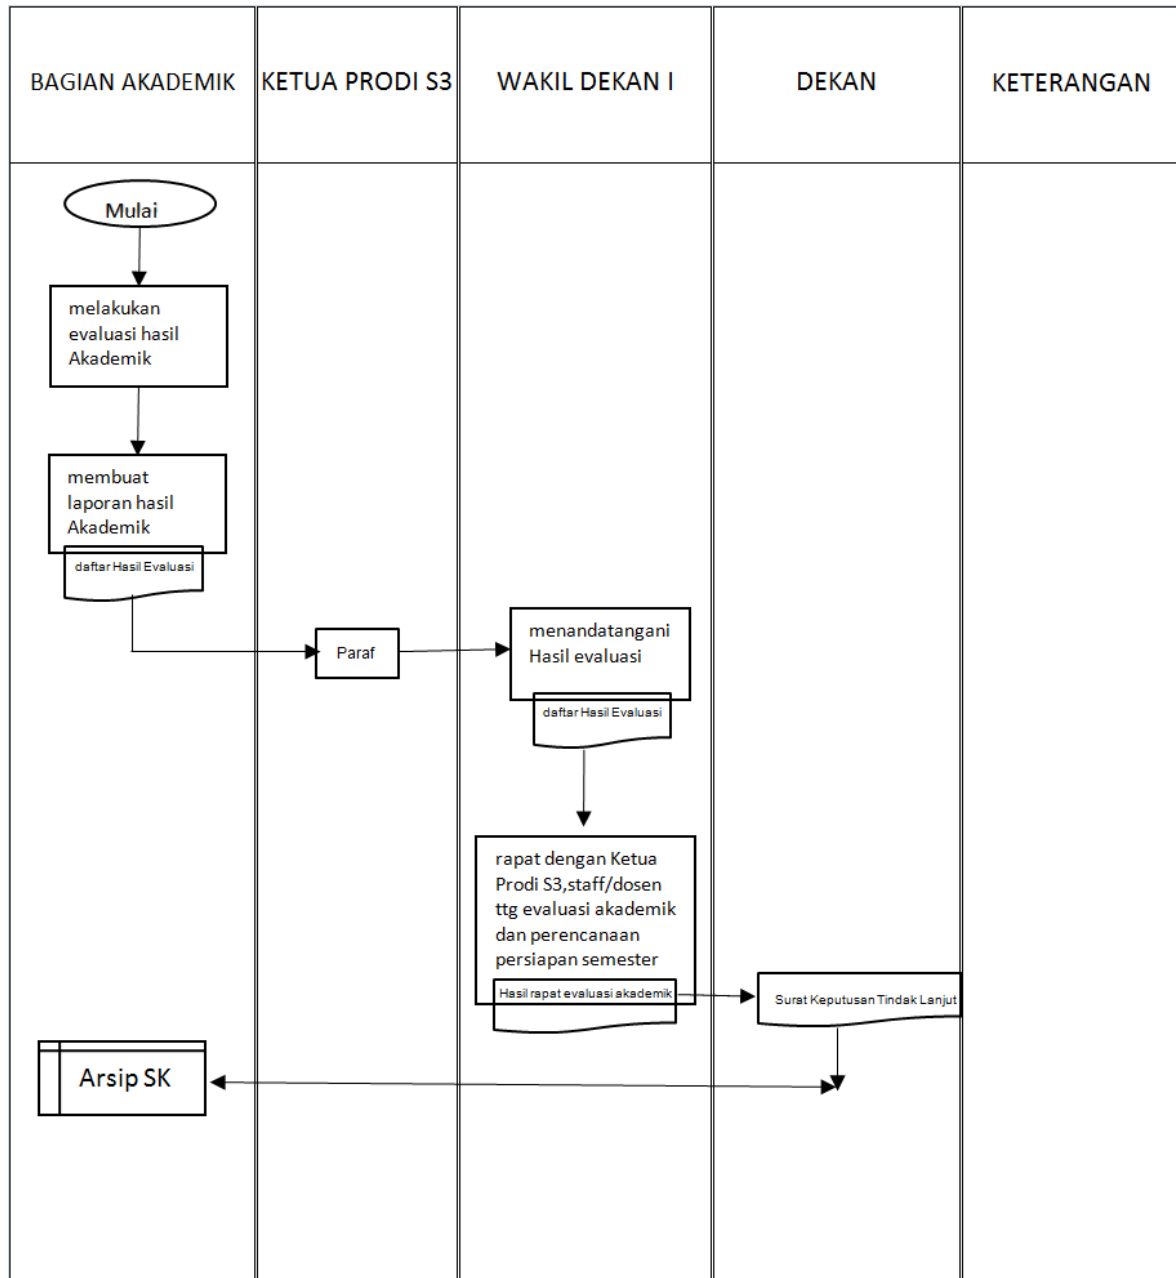 BAGIAN AKADEMIK
KETUA PRODI S3
WAKIL DEKAN I
DEKAN
KETERANGAN
Mulai
melakukan
evaluasi hasil
Akademik
membuat
laporan hasil
Akademik
daftar Hasil Evaluasi
Paraf
menandatangani
Hasil evaluasi
daftar Hasil Evaluasi
rapat dengan Ketua
Prodi S3,staff/dosen
ttg evaluasi akademik
dan perencanaan
persiapan semester
Hasil rapat evaluasi akademik
Surat Keputusan Tindak Lanjut
Arsip SK